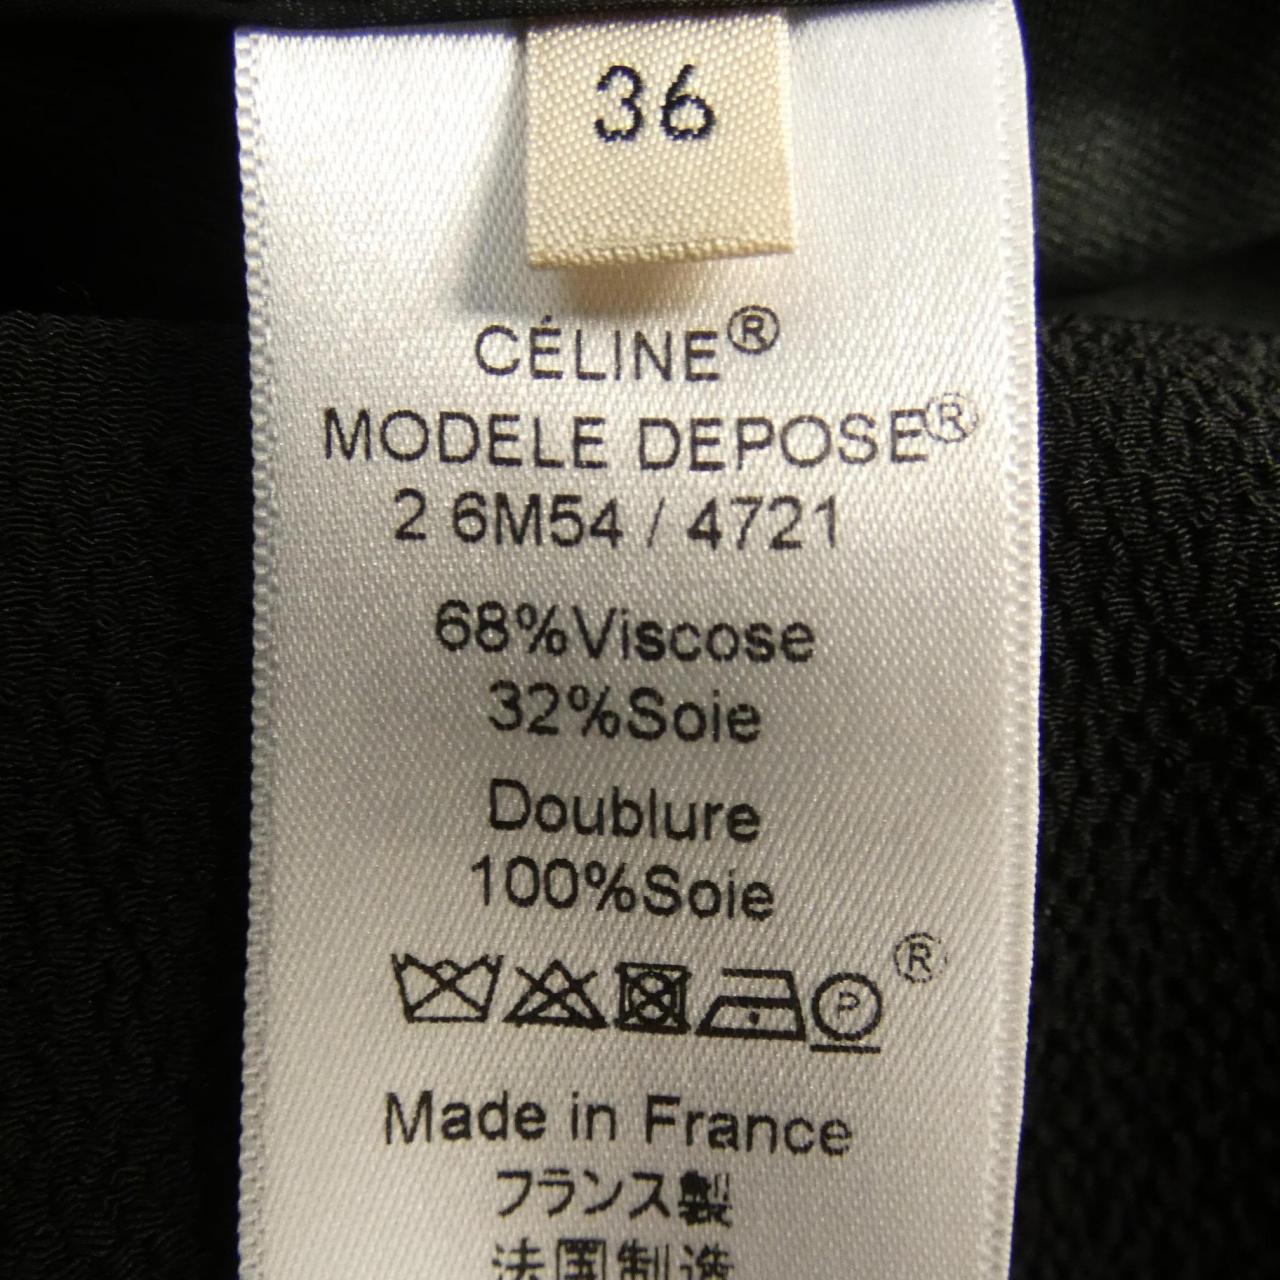 36
CÉLINE®
MODELE DEPOSE®
2 6M54 / 4721
68%Viscose
32%Soie
Doublure
100%Soie
P ®
Made in France
フランス製
法国制造